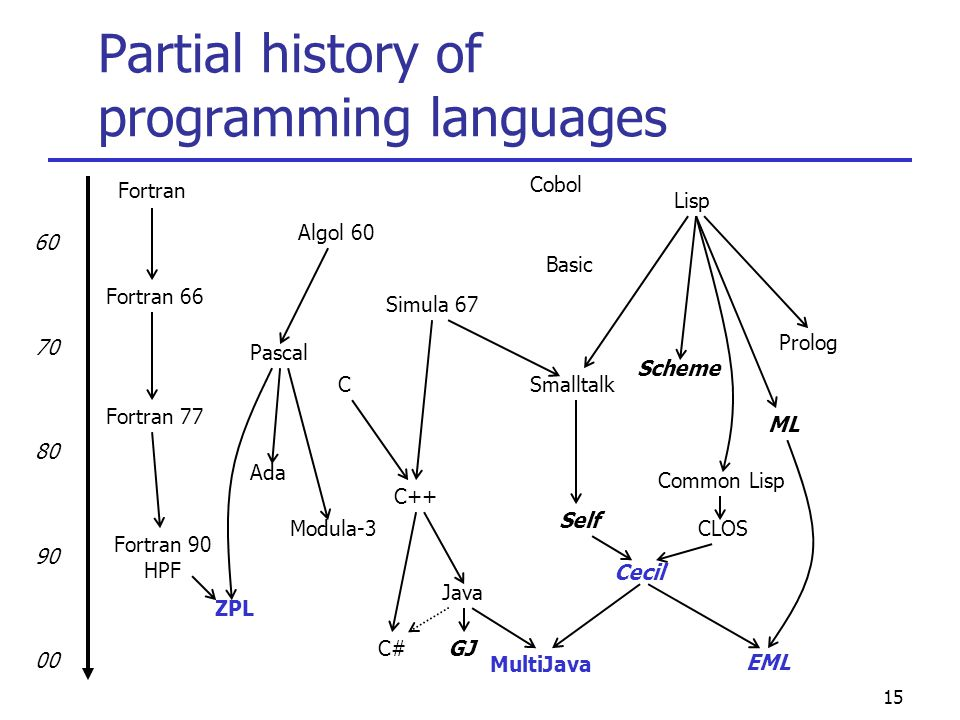 Partial history of
programming languages
Fortran
Cobol
Lisp
Algol 60
60
Basic
Fortran 66
Simula 67
70
Pascal
Prolog
Scheme
C
Smalltalk
Fortran 77
ML
80
Ada
Common Lisp
C++
Self
Modula-3
CLOS
Fortran 90
HPF
90
Cecil
Java
ZPL
C#
GJ
00
MultiJava
EML
15